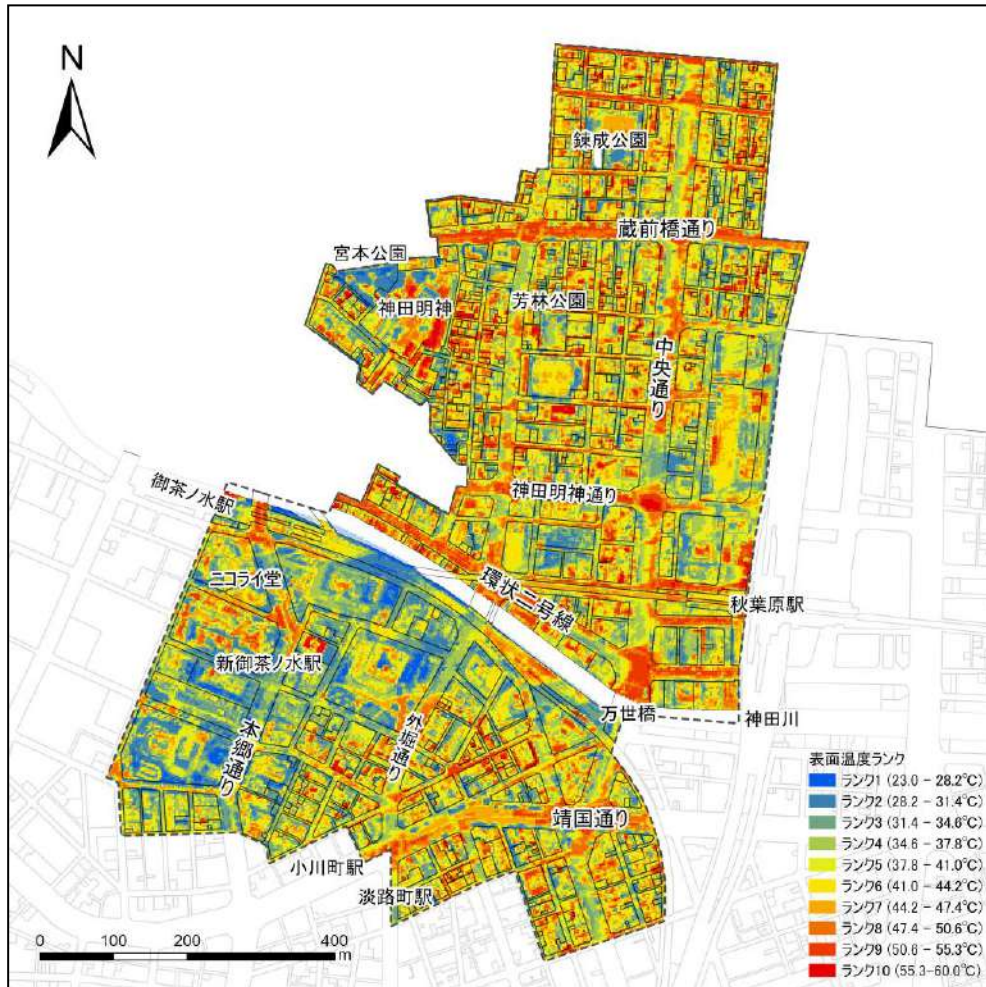 N
錬成公園
蔵前橋通り
宮本公園
神田明神
芳林公園
中央通り
神田明神通り
御茶ノ水駅
ニコライ堂
環状二号線
秋葉原駅
新御茶ノ水駅
万世橋
神田川
本郷通り
外堀通り
靖国通り
小川町駅
淡路町駅
表面温度ランク
ランク1 (23.0 - 28.2℃)
ランク2 (28.2 - 31.4℃)
ランク3 (31.4 - 34.6℃)
ランク4 (34.6 - 37.8℃)
ランク5 (37.8 - 41.0℃)
ランク6 (41.0 - 44.2℃)
ランク7 (44.2 - 47.4℃)
ランク8 (47.4 - 50.6℃)
ランク9 (50.6 - 55.3℃)
ランク10 (55.3-60.0℃)
0 100 200 400
m